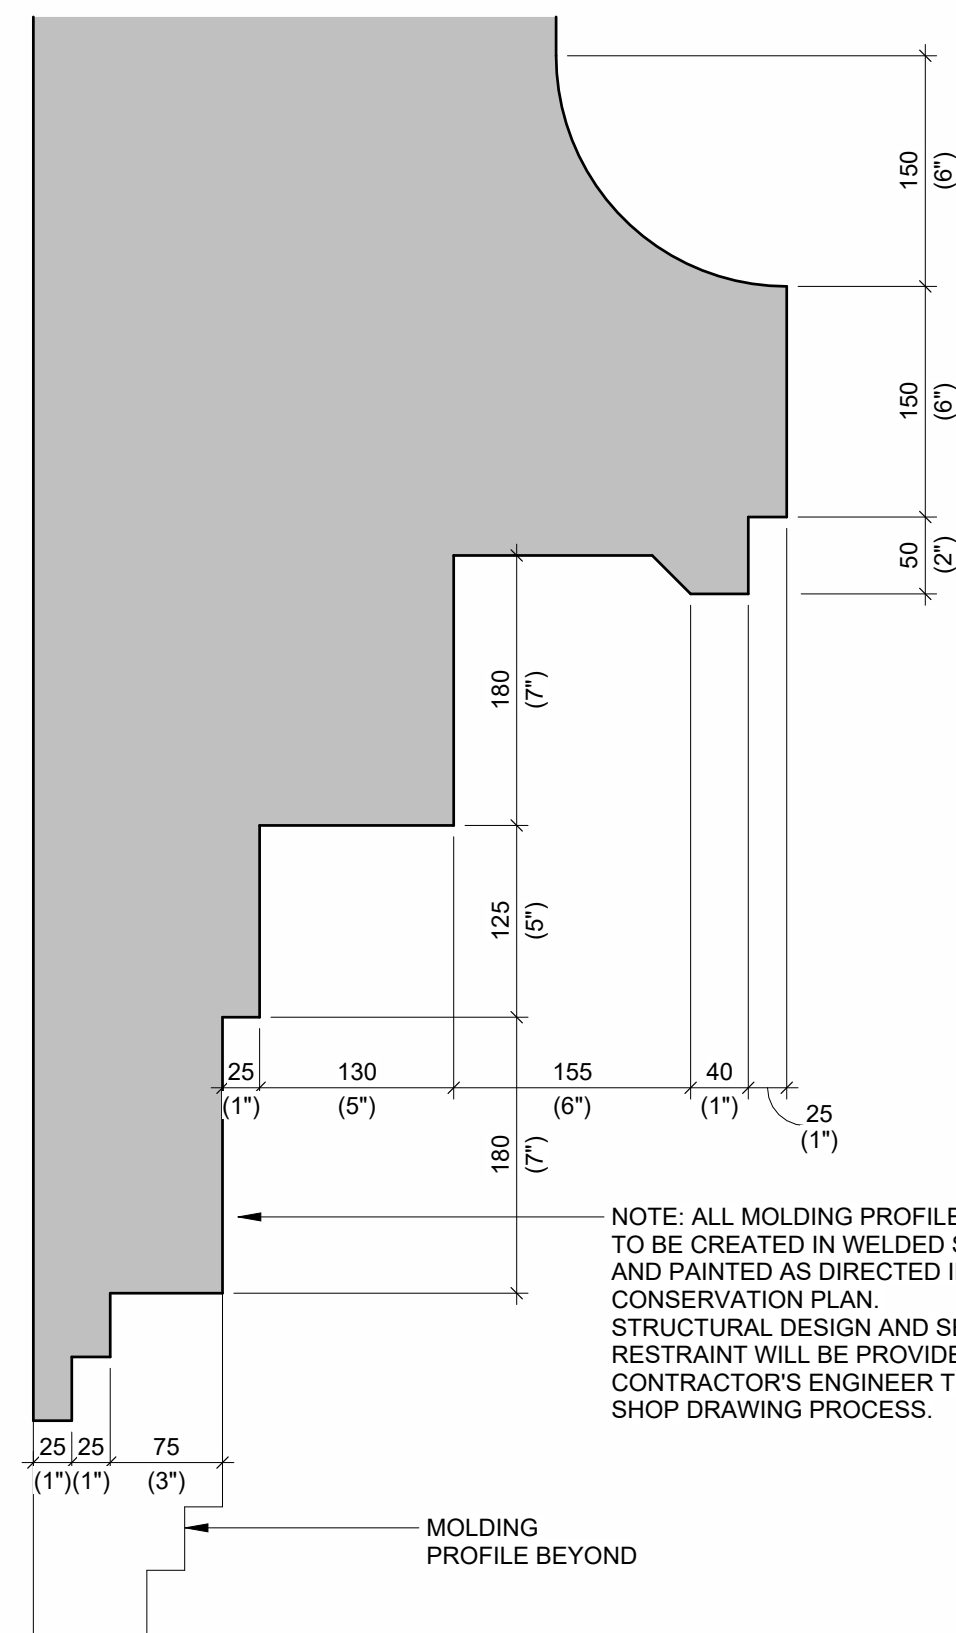 150
(6")
150
(6")
50
(2")
180
(7")
125
(5")
25
130
155
40
(1")
(5")
(6")
(1")
25
(1")
180
(7")
NOTE: ALL MOLDING PROFILE
TO BE CREATED IN WELDED
AND PAINTED AS DIRECTED
CONSERVATION PLAN.
STRUCTURAL DESIGN AND
RESTRAINT WILL BE
CONTRACTOR'S ENGINEER
SHOP DRAWING PROCESS.
25
25
75
(1")
(1")
(3")
MOLDING
PROFILE BEYOND